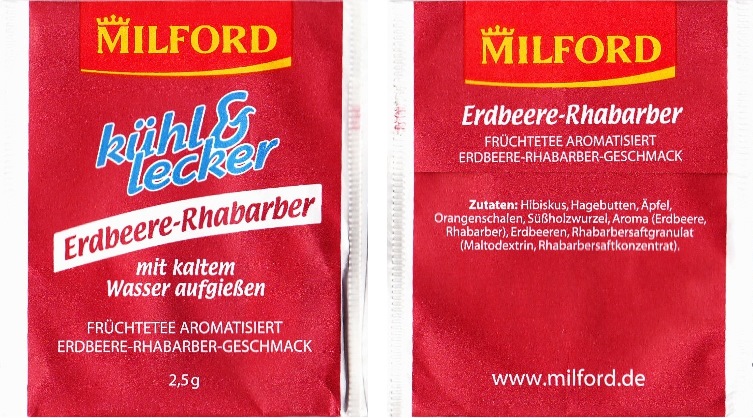 MILFORD
kühl &
lecker
Erdbeere-Rhabarber
mit kaltem
Wasser aufgießen
FRÜCHTETEE AROMATISIERT
ERDBEERE-RHABARBER-GESCHMACK
2,5 g
MILFORD
Erdbeere-Rhabarber
FRÜCHTETEE AROMATISIERT
ERDBEERE-RHABARBER-GESCHMACK
Zutaten: Hibiskus, Hagebutten, Äpfel,
Orangenschalen, Süßholzwurzel, Aroma (Erdbeere,
Rhabarber), Erdbeeren, Rhabarbersaftgranulat
(Maltodextrin, Rhabarbersaftkonzentrat).
www.milford.de